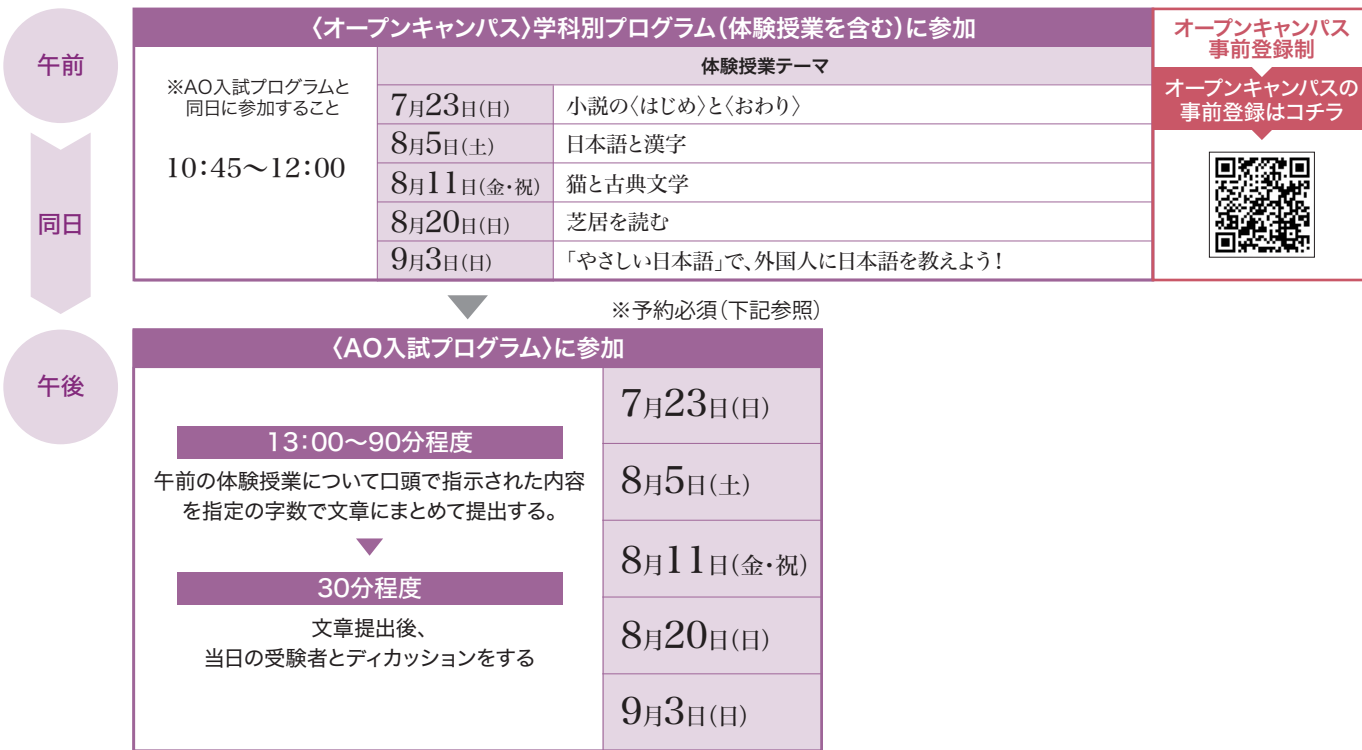 午前
〈オープンキャンパス〉学科別プログラム（体験授業を含む）に参加
※AO入試プログラムと
同日に参加すること
10：45～12：00
体験授業テーマ
7月23日（日） 小説の〈はじめ〉と〈おわり〉
8月5日（土） 日本語と漢字
8月11日（金・祝） 猫と古典文学
8月20日（日） 芝居を読む
9月3日（日） 「やさしい日本語」で、外国人に日本語を教えよう！
オープンキャンパス
事前登録制
オープンキャンパスの
事前登録はコチラ
同日
※予約必須（下記参照）
午後
〈AO入試プログラム〉に参加
13：00～90分程度
午前の体験授業について口頭で指示された内容
を指定の字数で文章にまとめて提出する。
30分程度
文章提出後、
当日の受験者とディカッションをする
7月23日（日）
8月5日（土）
8月11日（金・祝）
8月20日（日）
9月3日（日）